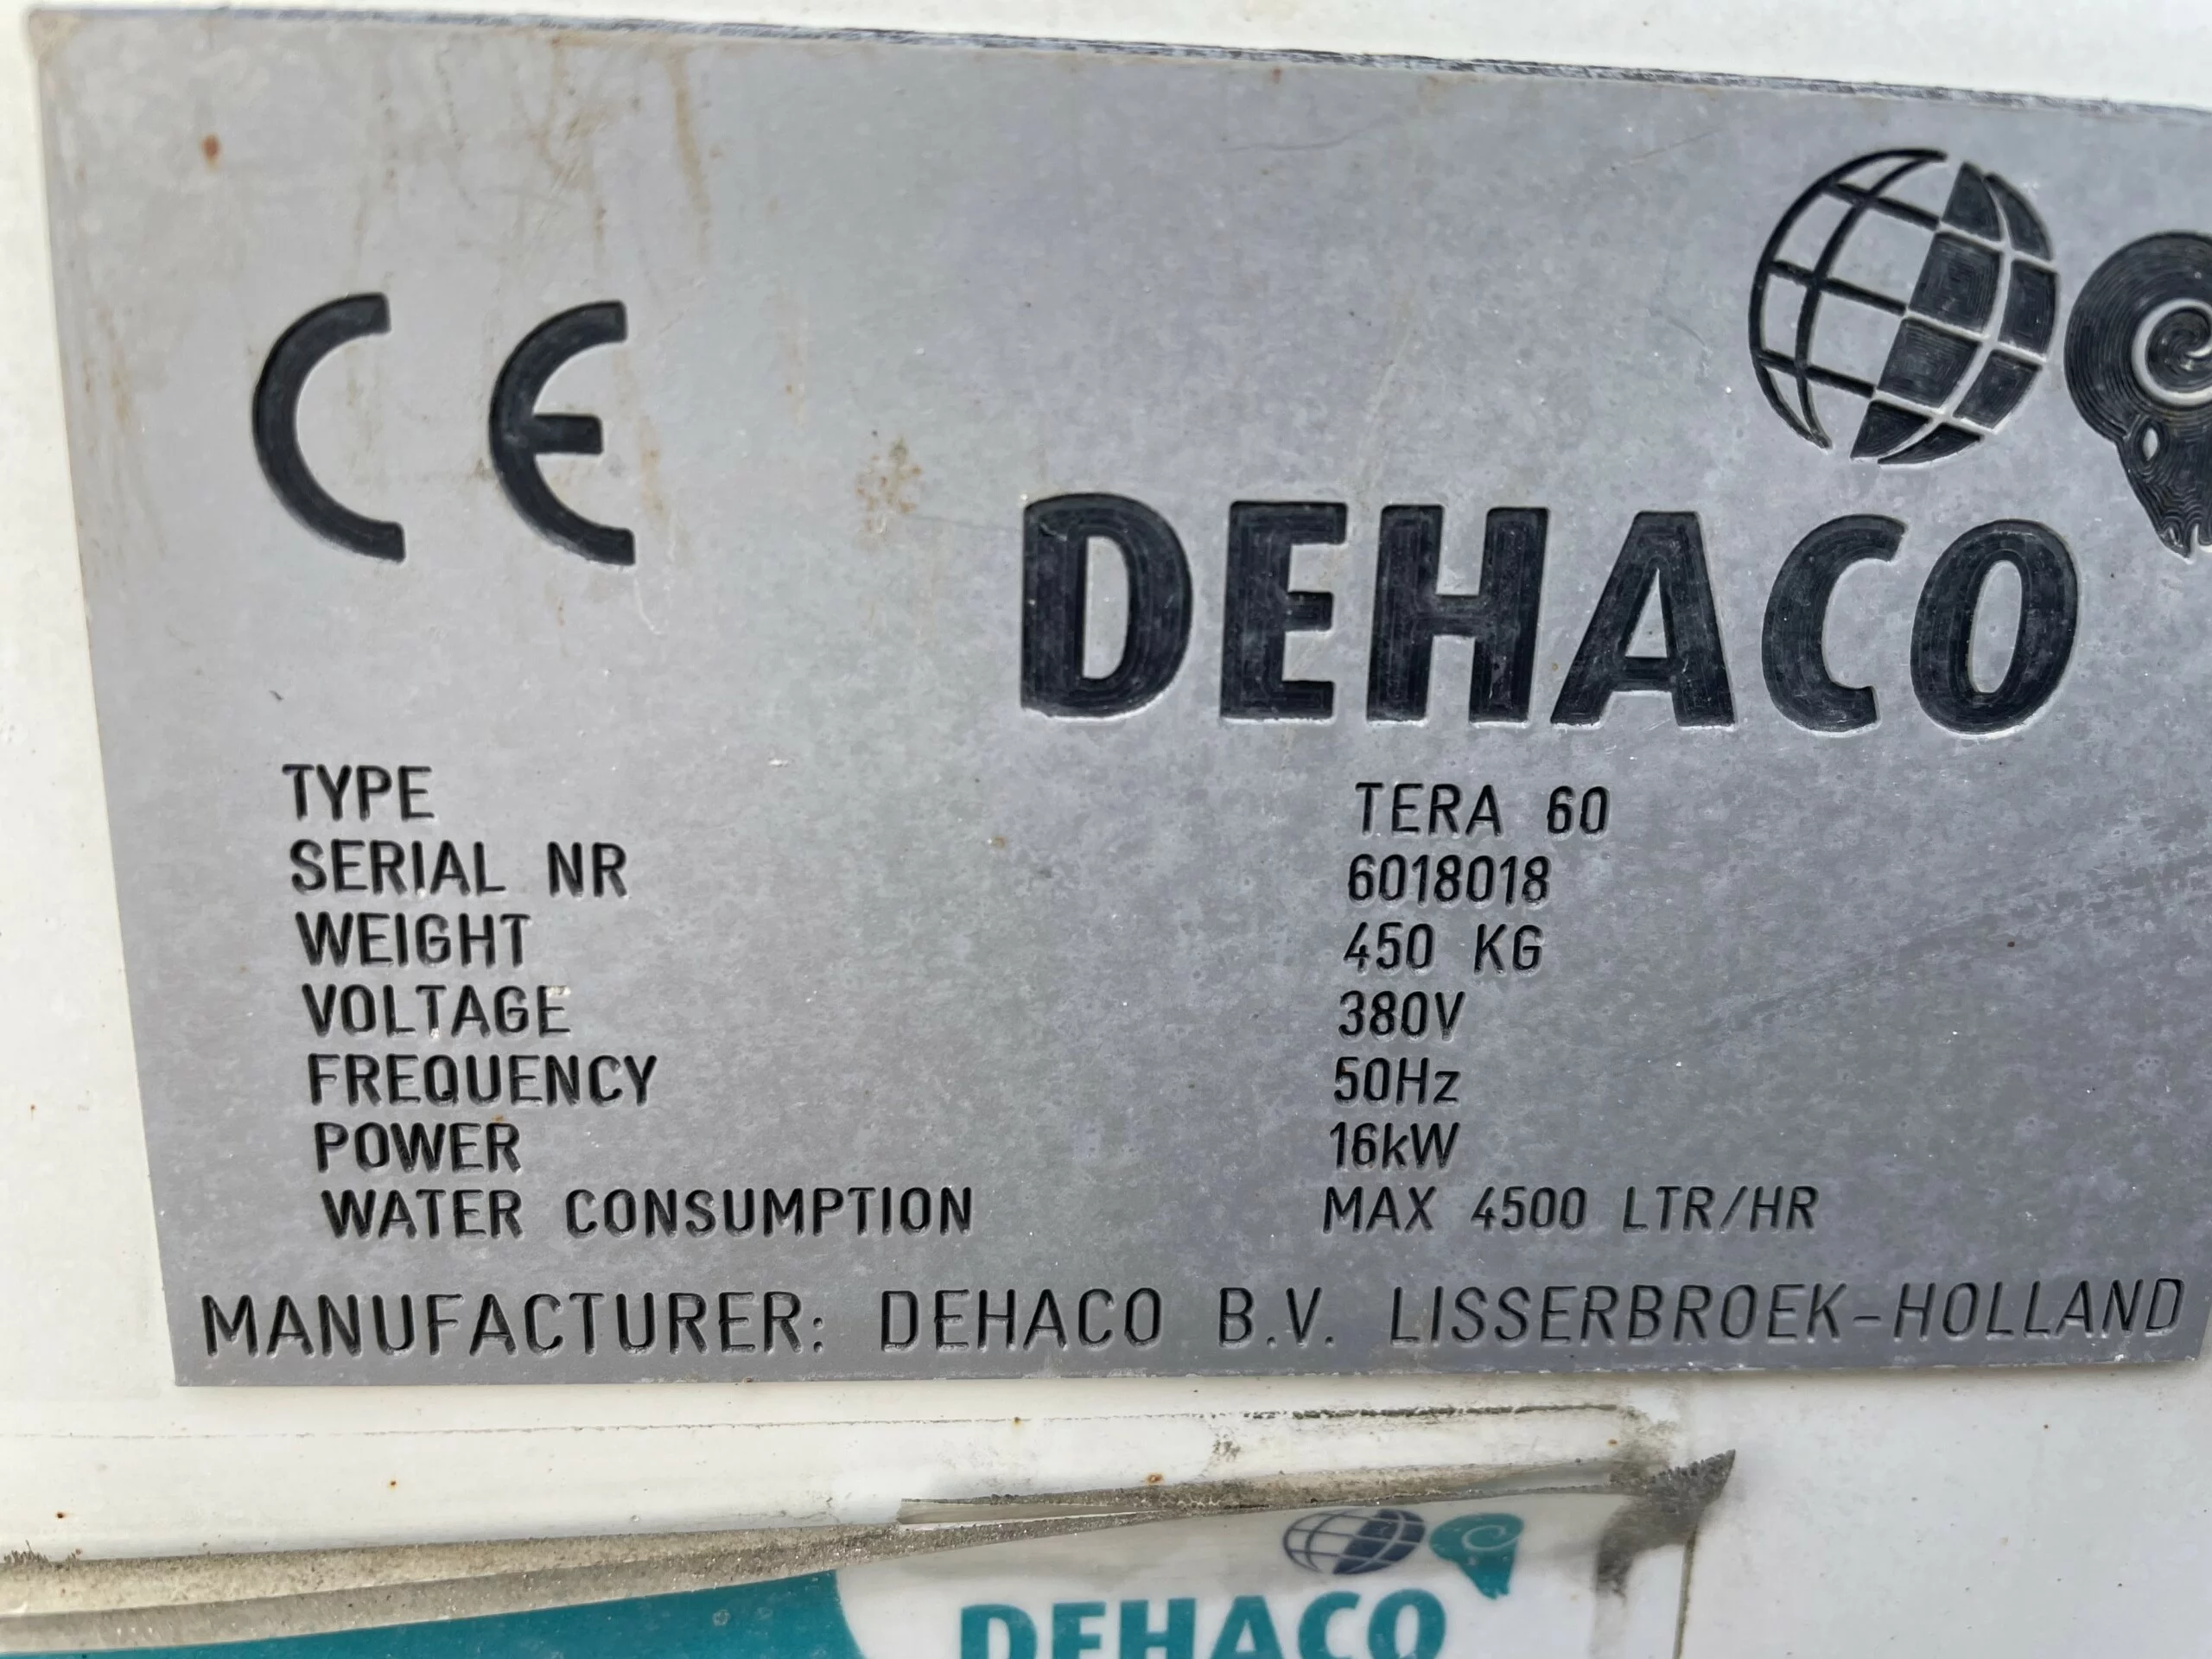 CE
DEHACO
TYPE TERA 60
SERIAL NR 6018018
WEIGHT 450 KG
VOLTAGE 380V
FREQUENCY 50Hz
POWER 16kW
WATER CONSUMPTION MAX 4500 LTR/HR
MANUFACTURER: DEHACO B.V. LISSERBROEK-HOLLAND
DEHACO